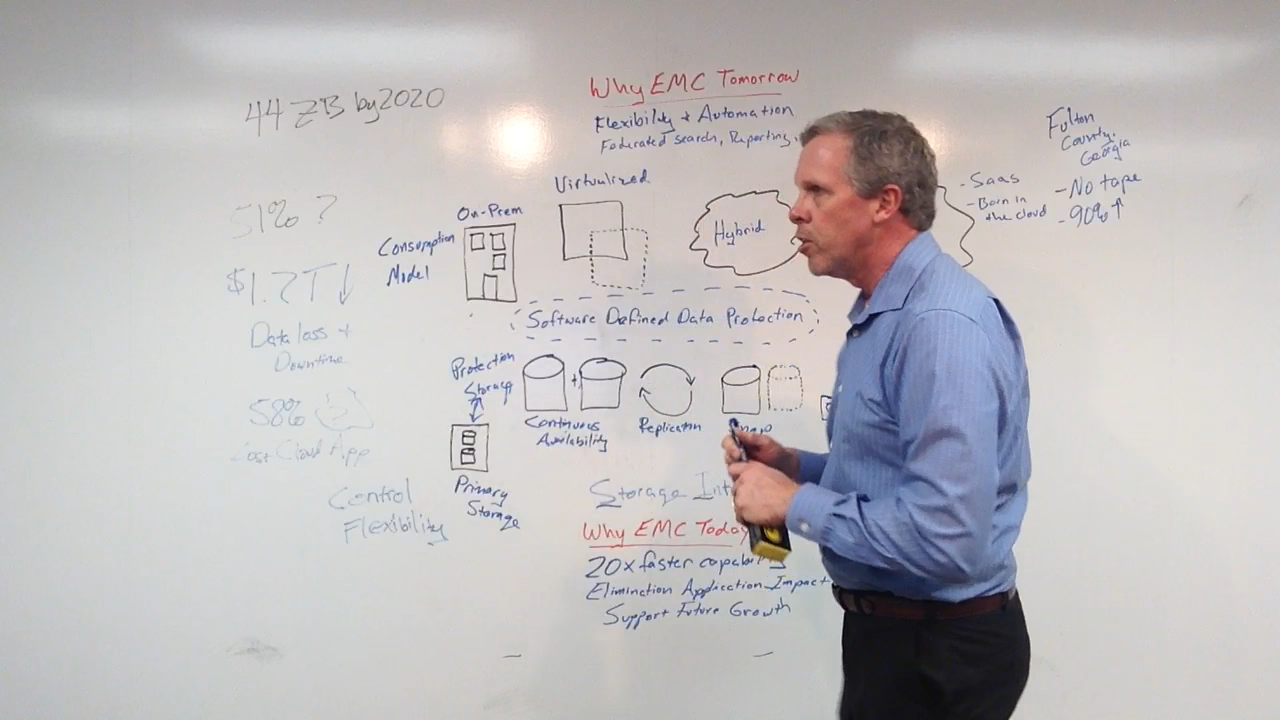 44 ZB by 2020
51% ?
$1.7T ↓
Data loss +
Downtime
58%
Cloud App
Control
Flexibility
Why EMC Tomorrow
Flexibility + Automation
Federated search, Reporting,
Consumption
Model
On-Prem
Virtualized
Hybrid
- Saas
- Born in
the cloud
Fulton
County,
Georgia
- No tape
- 90% ↑
Software Defined Data Protection
Protection
Storage
Primary
Storage
Continuous
Availability
Replication
Storage
Why EMC Today
20x faster
Elimination Application Impact
Support Future Growth